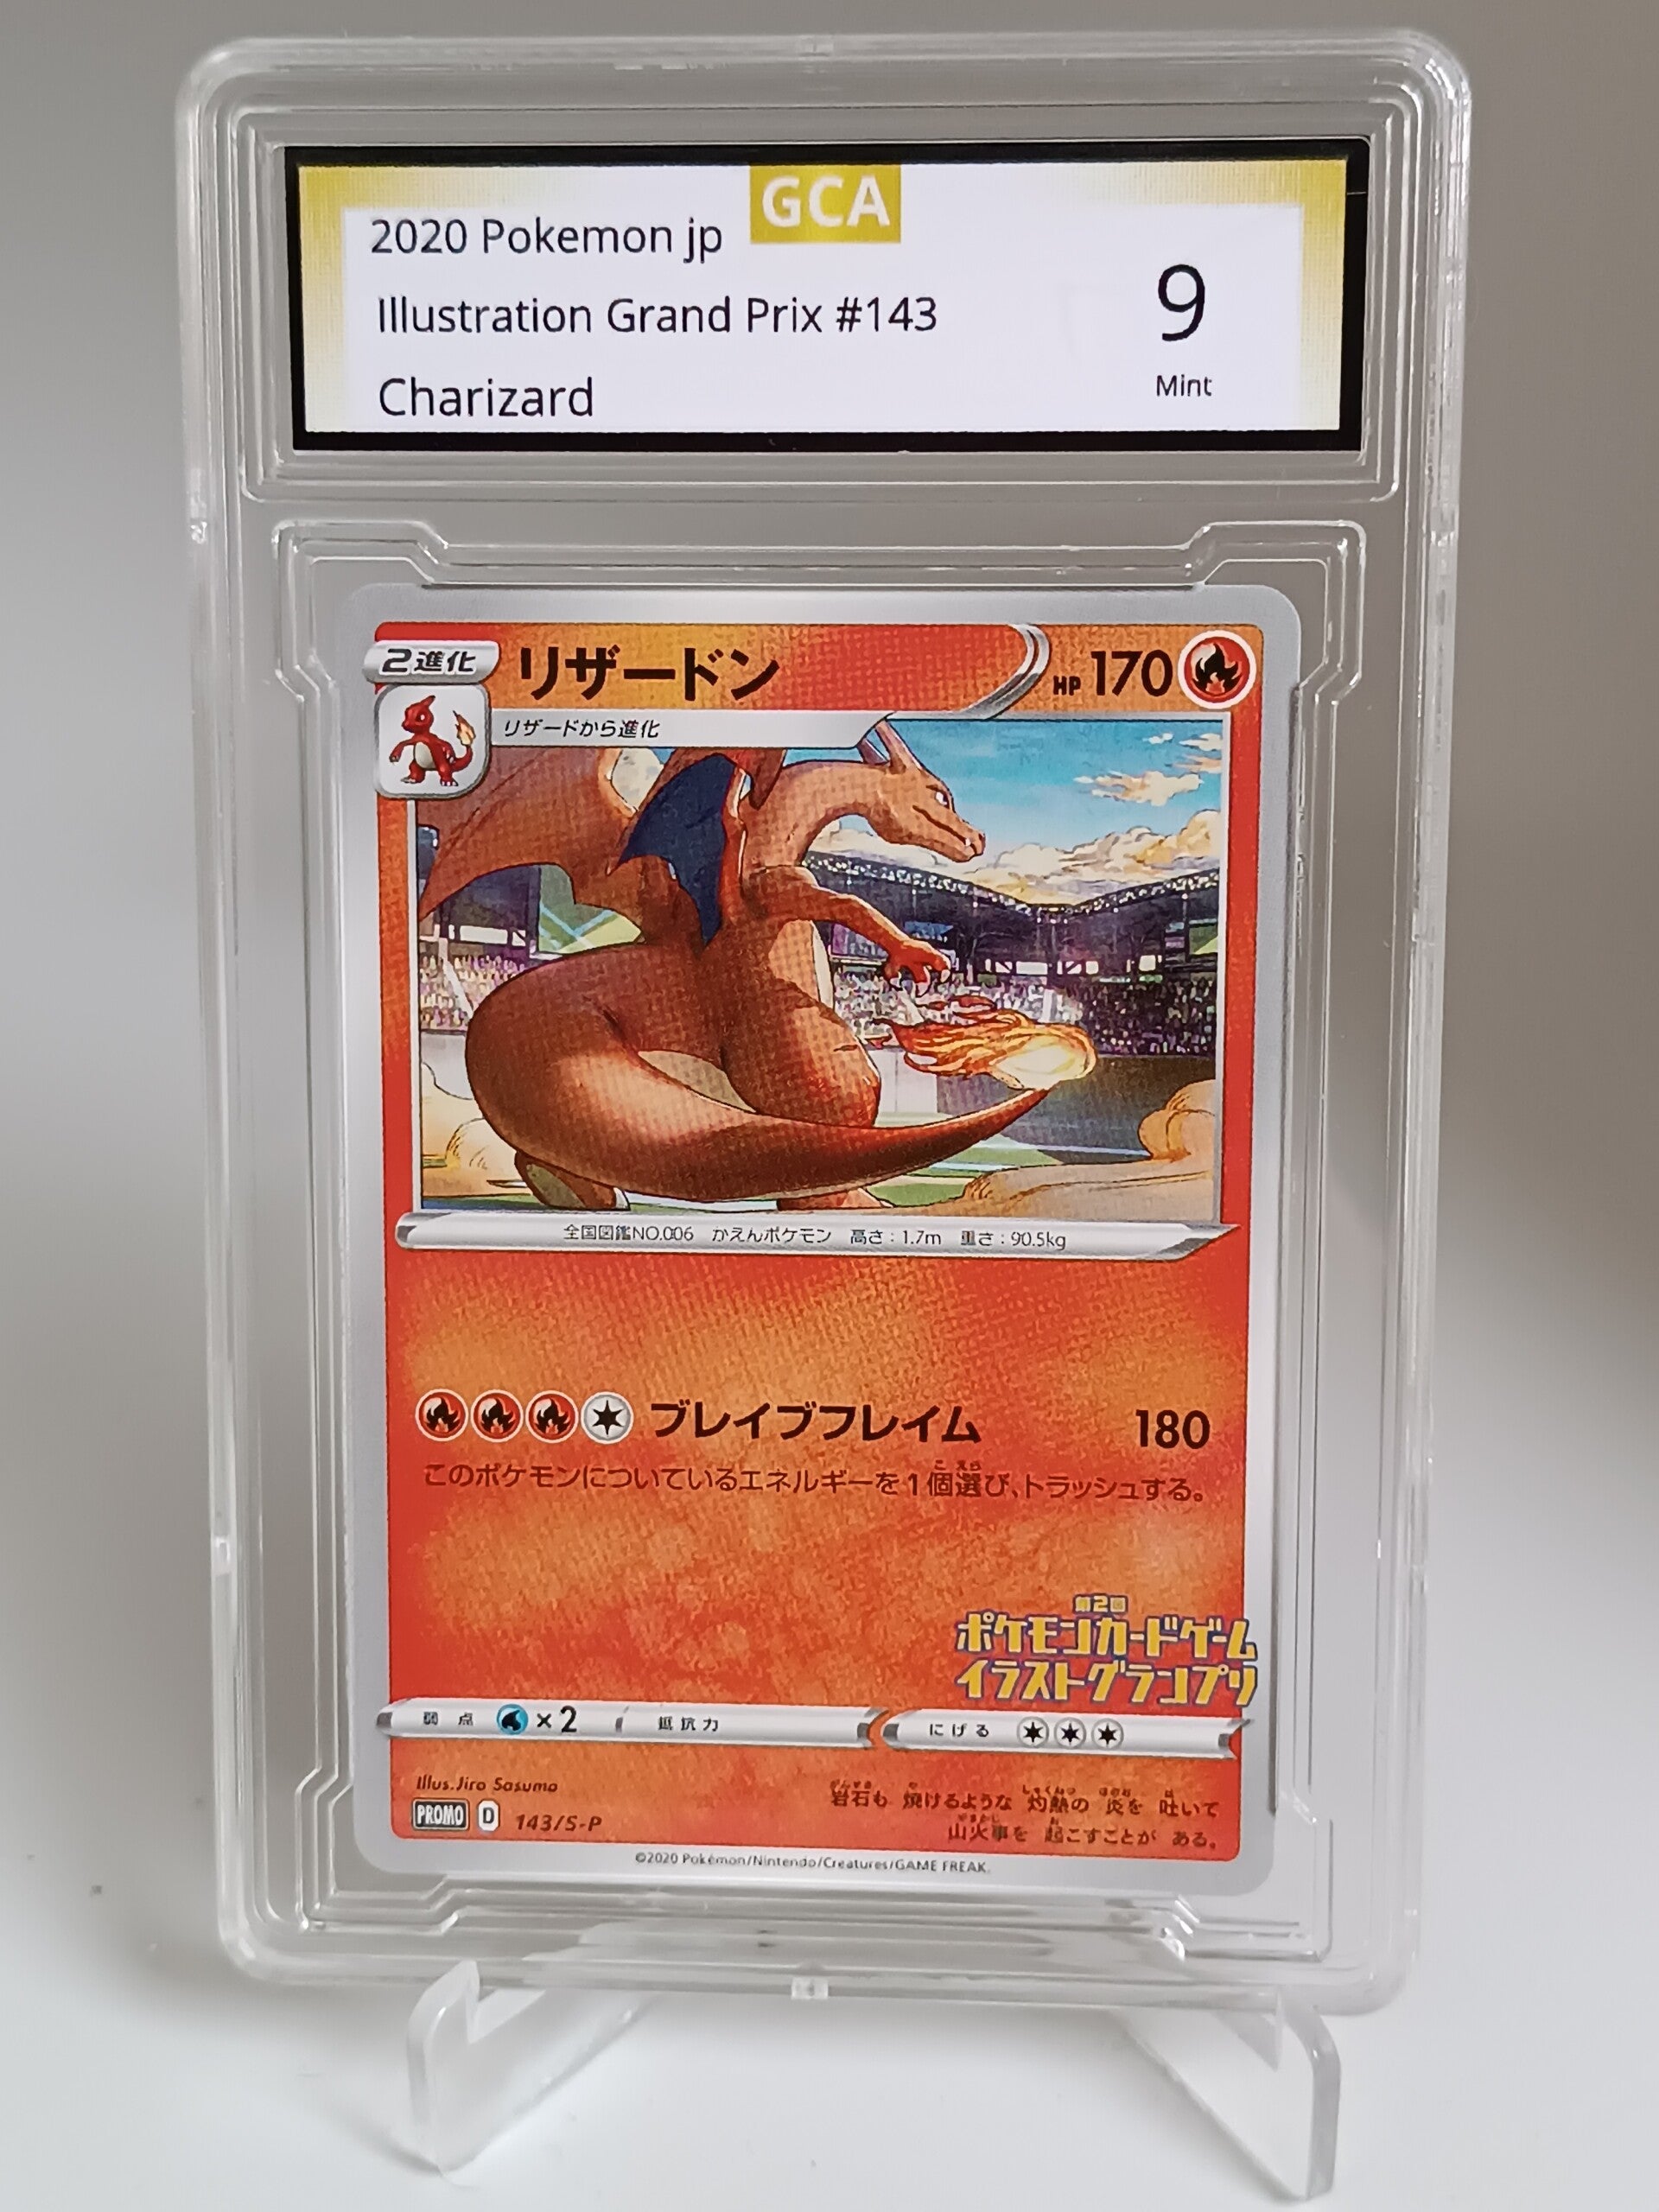 GCA
2020 Pokemon jp
Illustration Grand Prix #143
Charizard
9
Mint
2進化
リザードン
HP 170
リザードから進化
全国図鑑NO.006 かえんポケモン 高さ：1.7m 重さ：90.5kg
ブレイブフレイム 180
このポケモンについているエネルギーを1個選び、トラッシュする。
第2回
ポケモンカードゲーム
イラストグランプリ
弱点 ×2 抵抗力 にげる
Illus.Jiro Sasumo
PROMO D 143/S-P
岩石も 焼けるような 灼熱の 炎を 吐いて
山火事を 起こすことが ある。
©2020 Pokémon/Nintendo/Creatures/GAME FREAK.